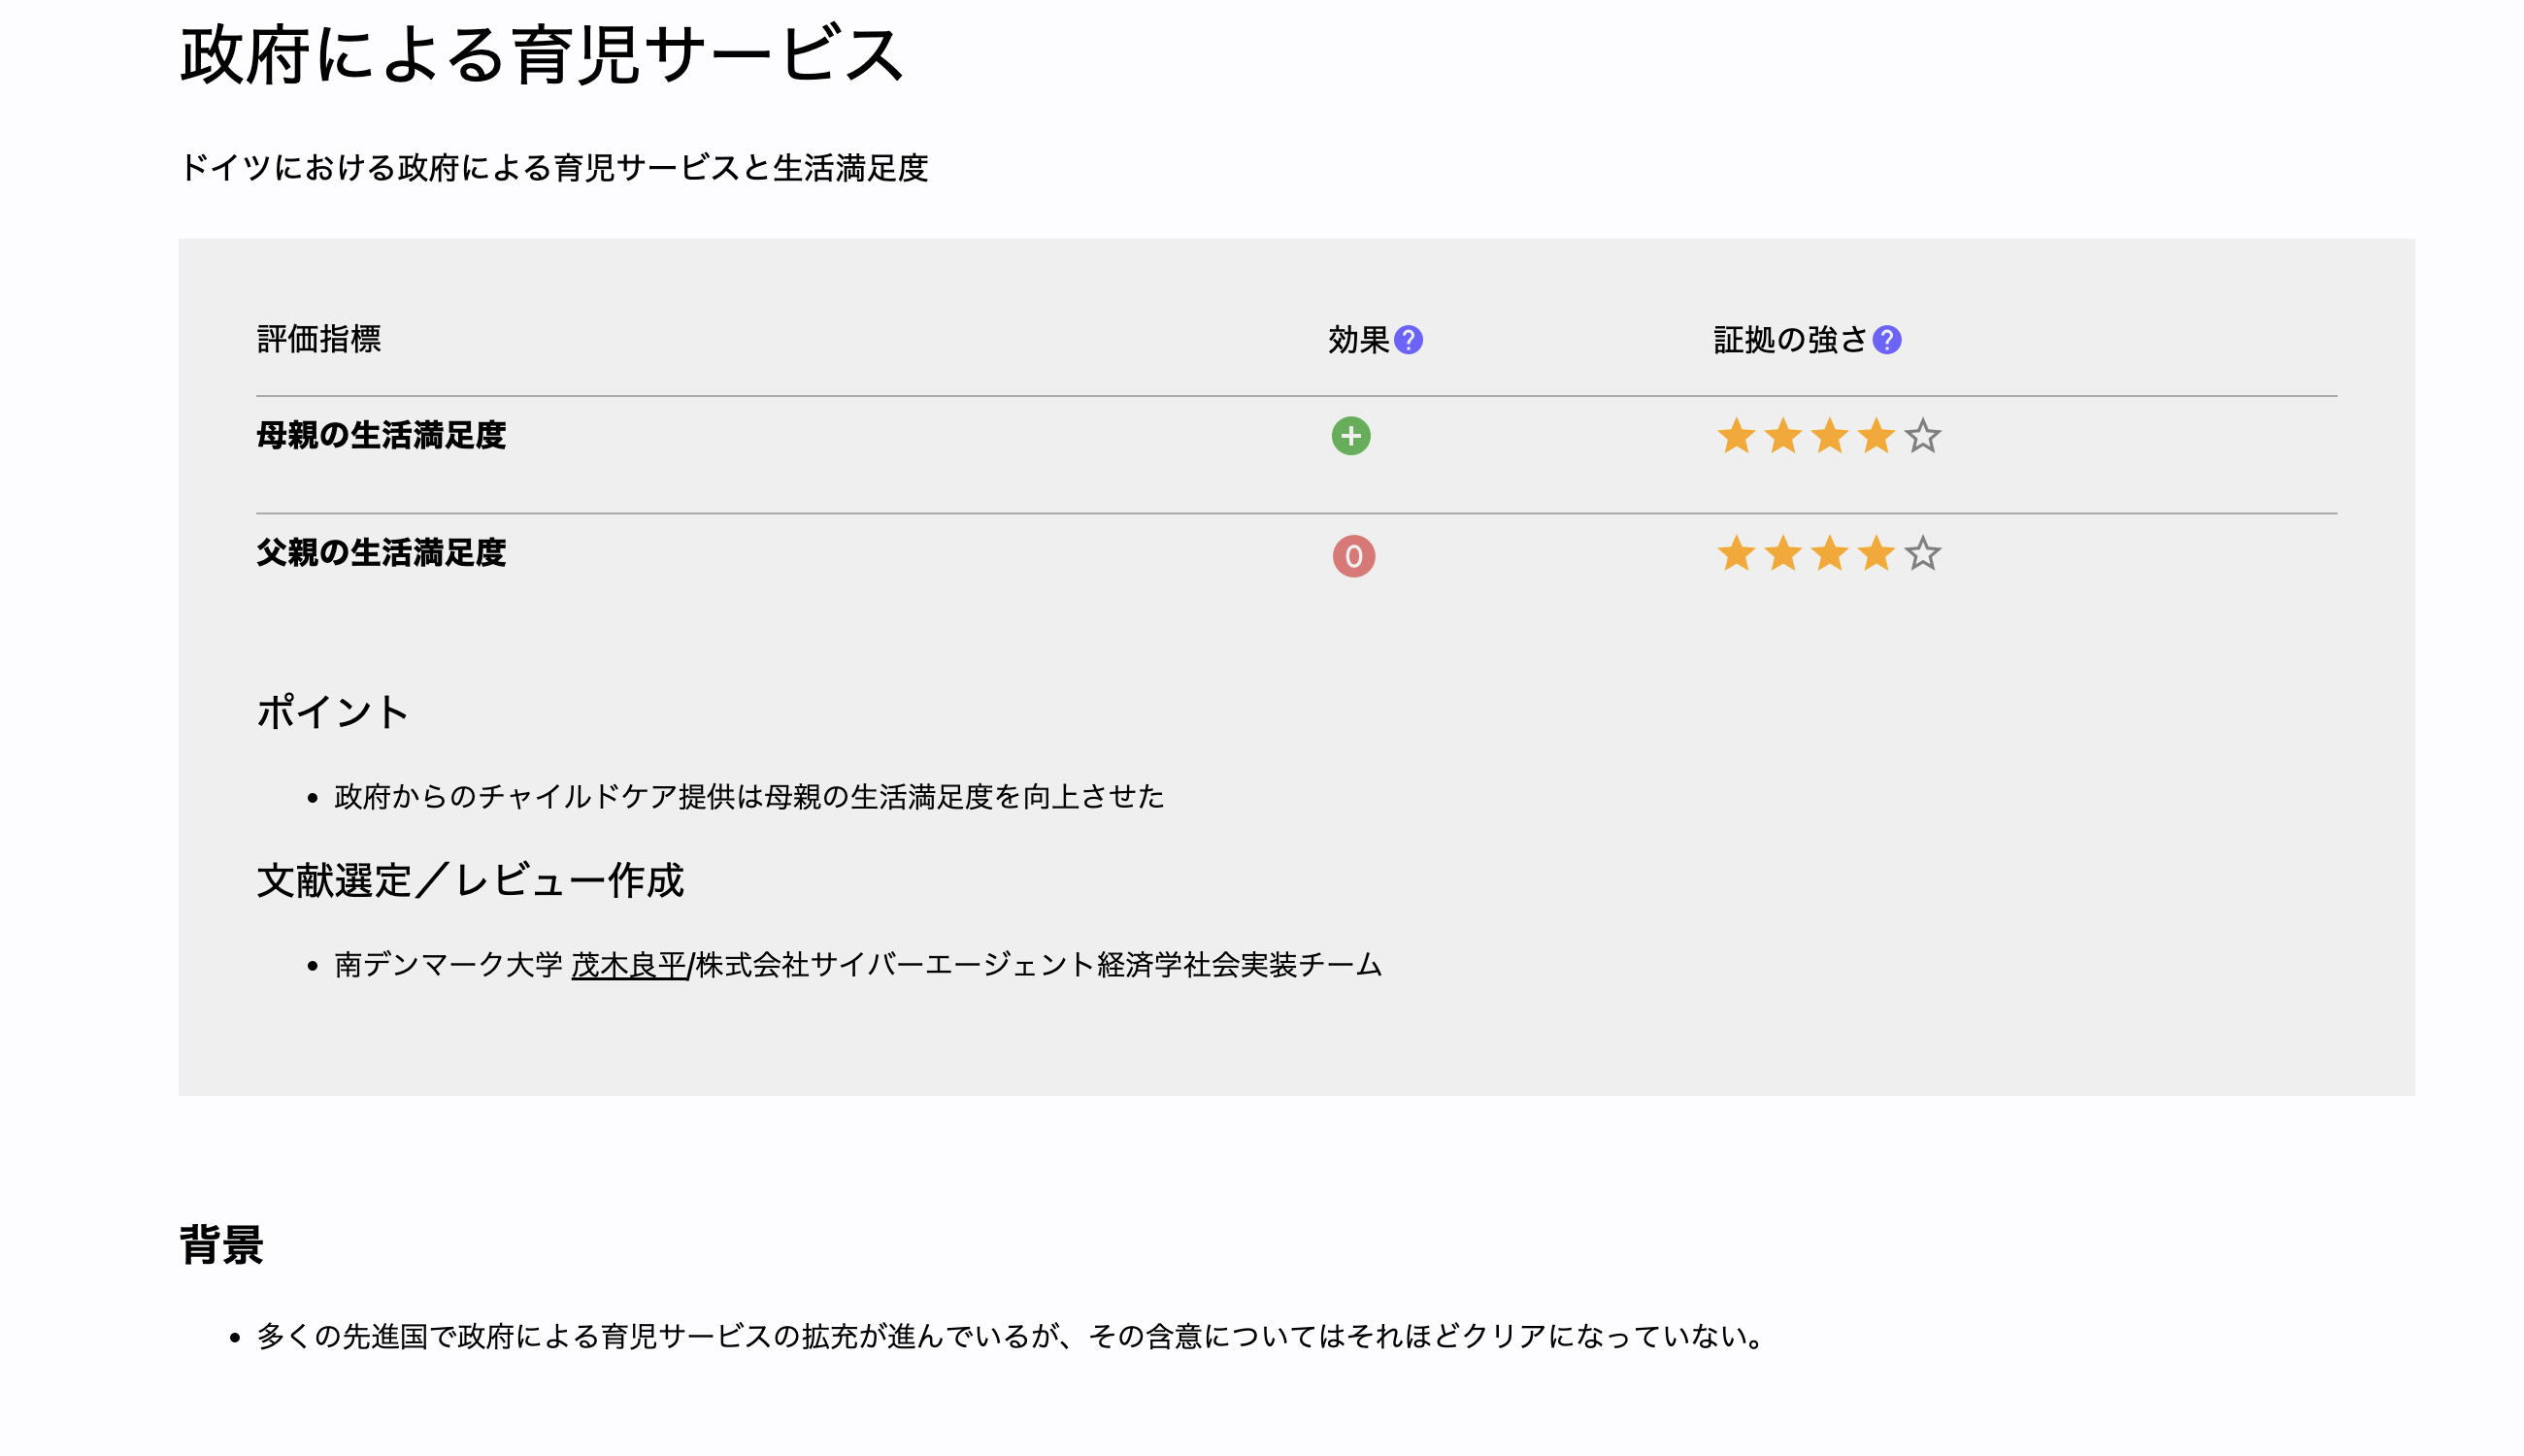 政府による育児サービス
ドイツにおける政府による育児サービスと生活満足度
評価指標 効果? 証拠の強さ?
母親の生活満足度 +
父親の生活満足度 0
ポイント
• 政府からのチャイルドケア提供は母親の生活満足度を向上させた
文献選定／レビュー作成
• 南デンマーク大学 茂木良平/株式会社サイバーエージェント経済学社会実装チーム
背景
• 多くの先進国で政府による育児サービスの拡充が進んでいるが、その含意についてはそれほどクリアになっていない。